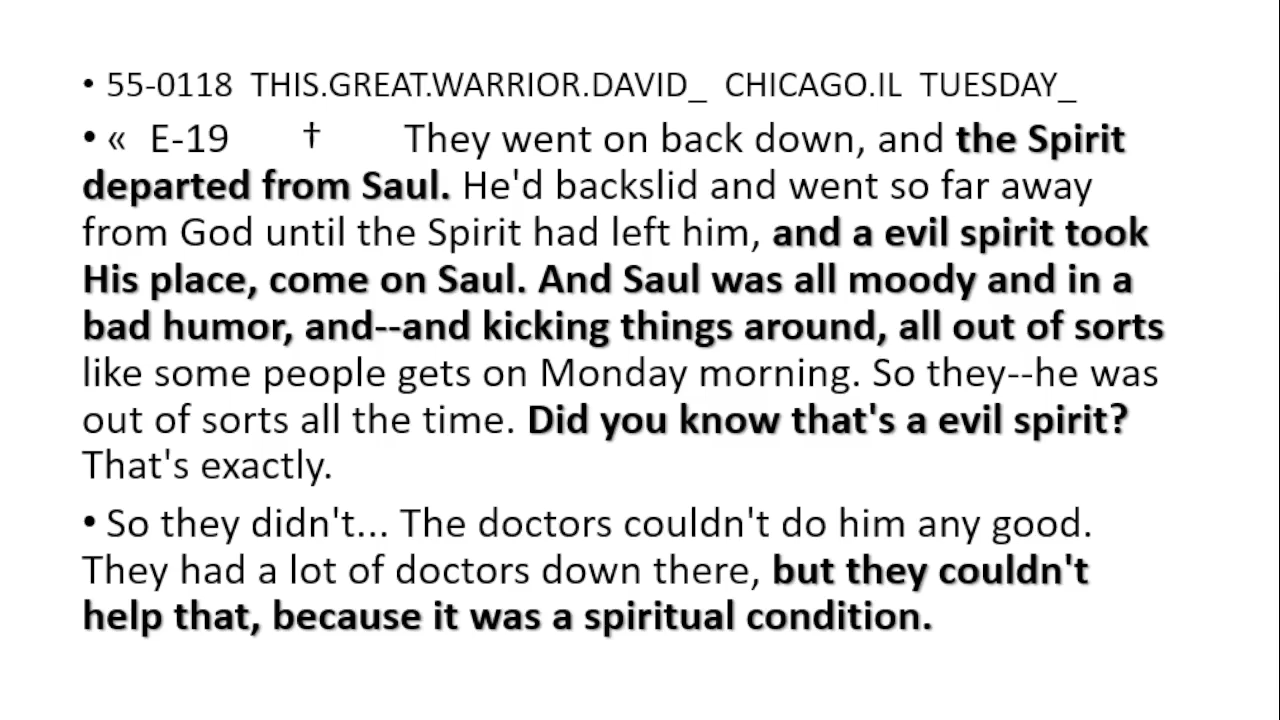 • 55-0118 THIS.GREAT.WARRIOR.DAVID_ CHICAGO.IL TUESDAY_
• « E-19 † They went on back down, and the Spirit
departed from Saul. He'd backslid and went so far away
from God until the Spirit had left him, and a evil spirit took
His place, come on Saul. And Saul was all moody and in a
bad humor, and--and kicking things around, all out of sorts
like some people gets on Monday morning. So they--he was
out of sorts all the time. Did you know that's a evil spirit?
That's exactly.
• So they didn't... The doctors couldn't do him any good.
They had a lot of doctors down there, but they couldn't
help that, because it was a spiritual condition.